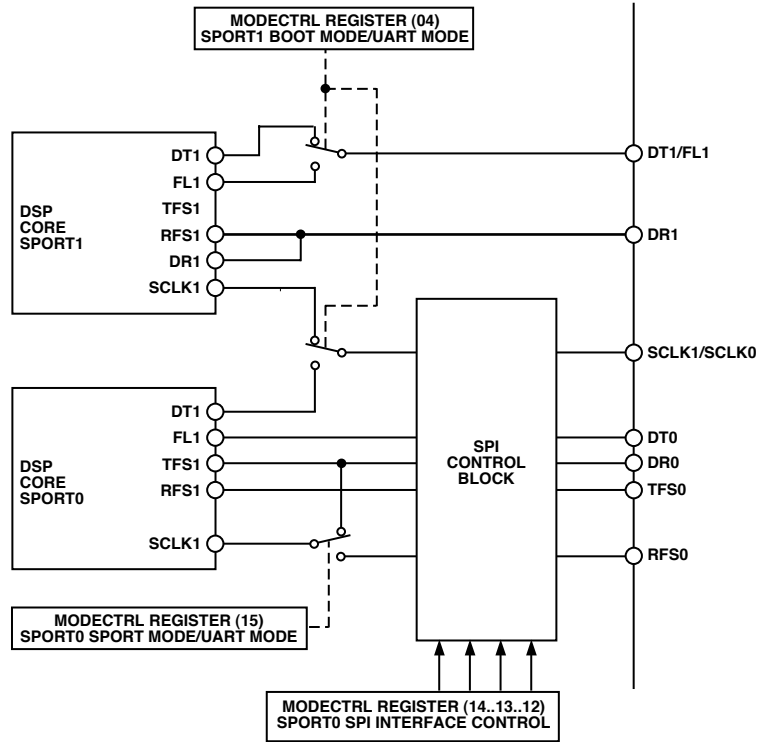 MODECTRL REGISTER (04)
SPORT1 BOOT MODE/UART MODE
DT1
FL1
TFS1
RFS1
DR1
SCLK1
DSP
CORE
SPORT1
DT1/FL1
DR1
SCLK1/SCLK0
DT1
FL1
TFS1
RFS1
SCLK1
DSP
CORE
SPORT0
SPI
CONTROL
BLOCK
DT0
DR0
TFS0
RFS0
MODECTRL REGISTER (15)
SPORT0 SPORT MODE/UART MODE
MODECTRL REGISTER (14..13..12)
SPORT0 SPI INTERFACE CONTROL